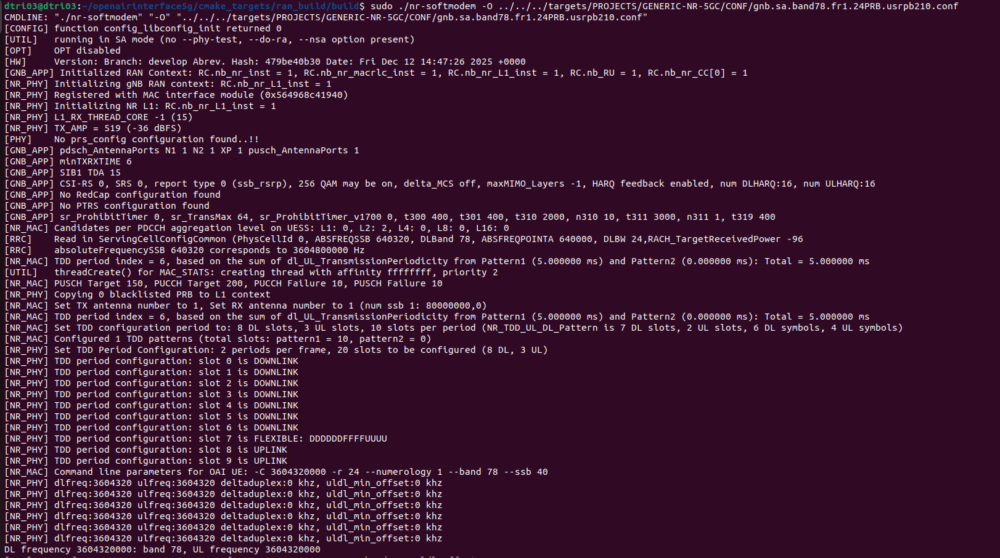 dtri03@dtri03:~/openairinterface5g/cmake_targets/ran_build/build$ sudo ./nr-softmodem -O ../../../targets/PROJECTS/GENERIC-NR-5GC/CONF/gnb.sa.band78.fr1.24PRB.usrpb210.conf
CMDLINE: "./nr-softmodem" "-O" "../../../targets/PROJECTS/GENERIC-NR-5GC/CONF/gnb.sa.band78.fr1.24PRB.usrpb210.conf"
[CONFIG] function config_libconfig_init returned 0
[UTIL]   running in SA mode (no --phy-test, --do-ra, --nsa option present)
[OPT]    OPT disabled
[HW]     Version: Branch: develop Abrev. Hash: 479be40b30 Date: Fri Dec 12 14:47:26 2025 +0000
[GNB_APP] Initialized RAN Context: RC.nb_nr_inst = 1, RC.nb_nr_macrlc_inst = 1, RC.nb_nr_L1_inst = 1, RC.nb_RU = 1, RC.nb_nr_CC[0] = 1
[NR_PHY] Initializing gNB RAN context: RC.nb_nr_L1_inst = 1
[NR_PHY] Registered with MAC interface module (0x564968c41940)
[NR_PHY] Initializing NR L1: RC.nb_nr_L1_inst = 1
[NR_PHY] L1_RX_THREAD_CORE -1 (15)
[NR_PHY] TX_AMP = 519 (-36 dBFS)
[PHY]    No prs_config configuration found..!!
[GNB_APP] pdsch_AntennaPorts N1 1 N2 1 XP 1 pusch_AntennaPorts 1
[GNB_APP] minTXRXTIME 6
[GNB_APP] SIB1 TDA 15
[GNB_APP] CSI-RS 0, SRS 0, report type 0 (ssb_rsrp), 256 QAM may be on, delta_MCS off, maxMIMO_Layers -1, HARQ feedback enabled, num DLHARQ:16, num ULHARQ:16
[GNB_APP] No RedCap configuration found
[GNB_APP] No PTRS configuration found
[GNB_APP] sr_ProhibitTimer 0, sr_TransMax 64, sr_ProhibitTimer_v1700 0, t300 400, t301 400, t310 2000, n310 10, t311 3000, n311 1, t319 400
[NR_MAC] Candidates per PDCCH aggregation level on UESS: L1: 0, L2: 2, L4: 0, L8: 0, L16: 0
[RRC]    Read in ServingCellConfigCommon (PhysCellId 0, ABSFREQSSB 640320, DLBand 78, ABSFREQPOINTA 640000, DLBW 24,RACH_TargetReceivedPower -96
[RRC]    absoluteFrequencySSB 640320 corresponds to 3604800000 Hz
[NR_MAC] TDD period index = 6, based on the sum of dl_UL_TransmissionPeriodicity from Pattern1 (5.000000 ms) and Pattern2 (0.000000 ms): Total = 5.000000 ms
[UTIL]   threadCreate() for MAC_STATS: creating thread with affinity ffffffff, priority 2
[NR_MAC] PUSCH Target 150, PUCCH Target 200, PUCCH Failure 10, PUSCH Failure 10
[NR_PHY] Copying 0 blacklisted PRB to L1 context
[NR_MAC] Set TX antenna number to 1, Set RX antenna number to 1 (num ssb 1: 80000000,0)
[NR_MAC] TDD period index = 6, based on the sum of dl_UL_TransmissionPeriodicity from Pattern1 (5.000000 ms) and Pattern2 (0.000000 ms): Total = 5.000000 ms
[NR_MAC] Set TDD configuration period to: 8 DL slots, 3 UL slots, 10 slots per period (NR_TDD_UL_DL_Pattern is 7 DL slots, 2 UL slots, 6 DL symbols, 4 UL symbols)
[NR_MAC] Configured 1 TDD patterns (total slots: pattern1 = 10, pattern2 = 0)
[NR_PHY] Set TDD Period Configuration: 2 periods per frame, 20 slots to be configured (8 DL, 3 UL)
[NR_PHY] TDD period configuration: slot 0 is DOWNLINK
[NR_PHY] TDD period configuration: slot 1 is DOWNLINK
[NR_PHY] TDD period configuration: slot 2 is DOWNLINK
[NR_PHY] TDD period configuration: slot 3 is DOWNLINK
[NR_PHY] TDD period configuration: slot 4 is DOWNLINK
[NR_PHY] TDD period configuration: slot 5 is DOWNLINK
[NR_PHY] TDD period configuration: slot 6 is DOWNLINK
[NR_PHY] TDD period configuration: slot 7 is FLEXIBLE: DDDDDDFFFFUUUU
[NR_PHY] TDD period configuration: slot 8 is UPLINK
[NR_PHY] TDD period configuration: slot 9 is UPLINK
[NR_MAC] Command line parameters for OAI UE: -C 3604320000 -r 24 --numerology 1 --band 78 --ssb 40
[NR_PHY] dlfreq:3604320 ulfreq:3604320 deltaduplex:0 khz, uldl_min_offset:0 khz
[NR_PHY] dlfreq:3604320 ulfreq:3604320 deltaduplex:0 khz, uldl_min_offset:0 khz
[NR_PHY] dlfreq:3604320 ulfreq:3604320 deltaduplex:0 khz, uldl_min_offset:0 khz
[NR_PHY] dlfreq:3604320 ulfreq:3604320 deltaduplex:0 khz, uldl_min_offset:0 khz
[NR_PHY] dlfreq:3604320 ulfreq:3604320 deltaduplex:0 khz, uldl_min_offset:0 khz
[NR_PHY] dlfreq:3604320 ulfreq:3604320 deltaduplex:0 khz, uldl_min_offset:0 khz
DL frequency 3604320000: band 78, UL frequency 3604320000